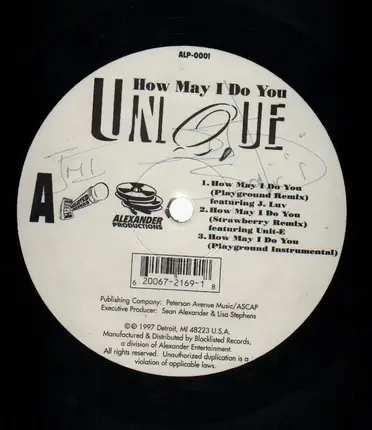 ALP-0001
How May I Do You
UNIQUE
A
ALEXANDER
PRODUCTIONS
1. How May I Do You
(Playground Remix)
featuring J. Luv
2. How May I Do You
(Strawberry Remix)
featuring Unit-E
3. How May I Do You
(Playground Instrumental)
6 20067-2169-1 8
Publishing Company: Peterson Avenue Music/ASCAP
Executive Producer: Sean Alexander & Lisa Stephens
©℗ 1997 Detroit, MI 48223 U.S.A.
Manufactured & Distributed by Blacklisted Records,
a division of Alexander Entertainment.
All rights reserved. Unauthorized duplication is a
violation of applicable laws.